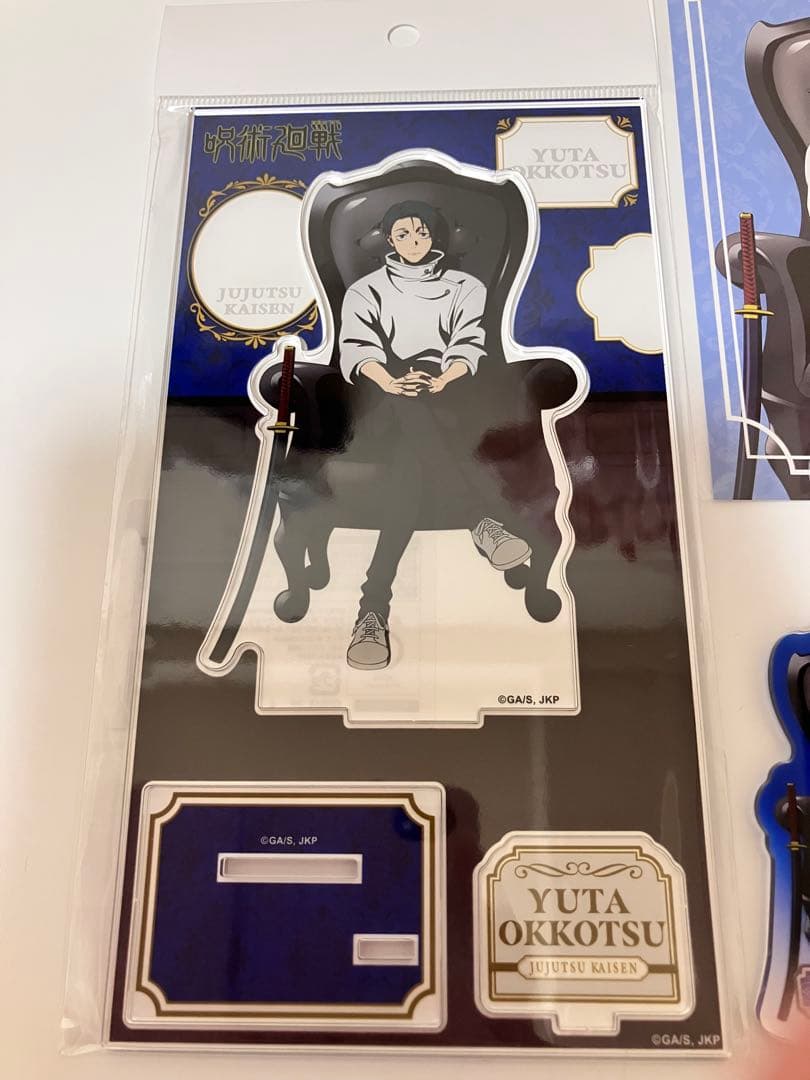 呪術廻戦
YUTA
OKKOTSU
JUJUTSU
KAISEN
©GA/S, JKP
©GA/S, JKP
YUTA
OKKOTSU
JUJUTSU KAISEN
©GA/S, JKP